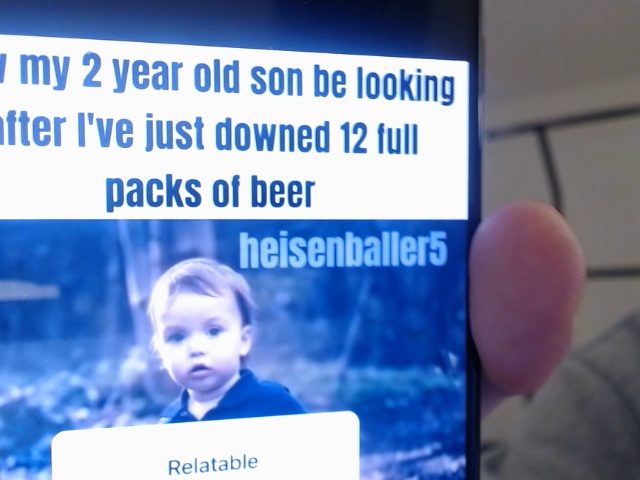 my 2 year old son be looking
after I've just downed 12 full
packs of beer
heisenballer5
Relatable